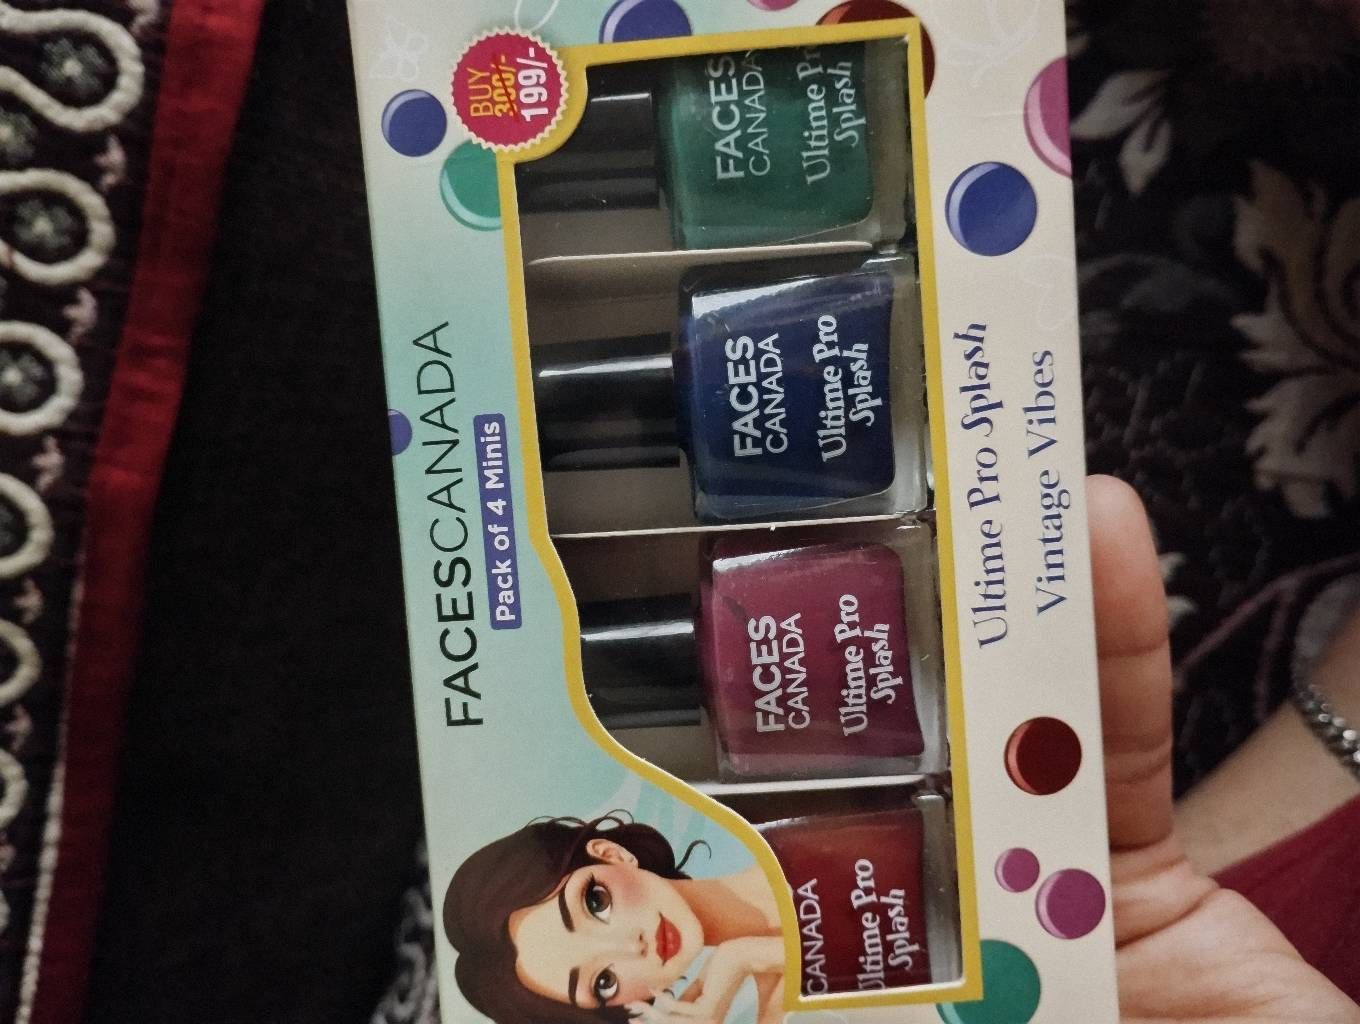 BUY
300/-
199/-
FACESCANADA
Pack of 4 Minis
FACES
CANADA
Ultime Pro
Splash
FACES
CANADA
Ultime Pro
Splash
FACES
CANADA
Ultime Pro
Splash
CANADA
Ultime Pro
Splash
Ultime Pro Splash
Vintage Vibes